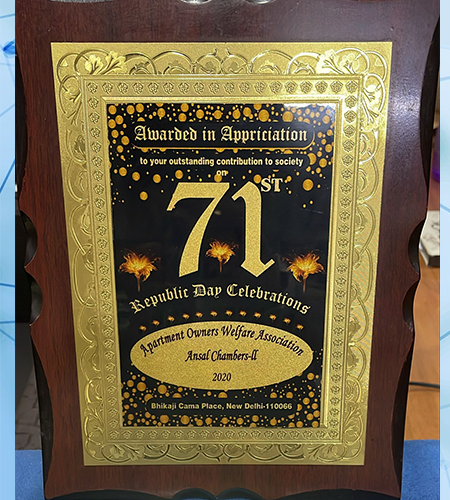 Awarded in Appriciation
to your outstanding contribution to society
on
71ST
Republic Day Celebrations
Apartment Owners Welfare Association
Ansal Chambers-ll
2020
Bhikaji Cama Place, New Delhi-110066